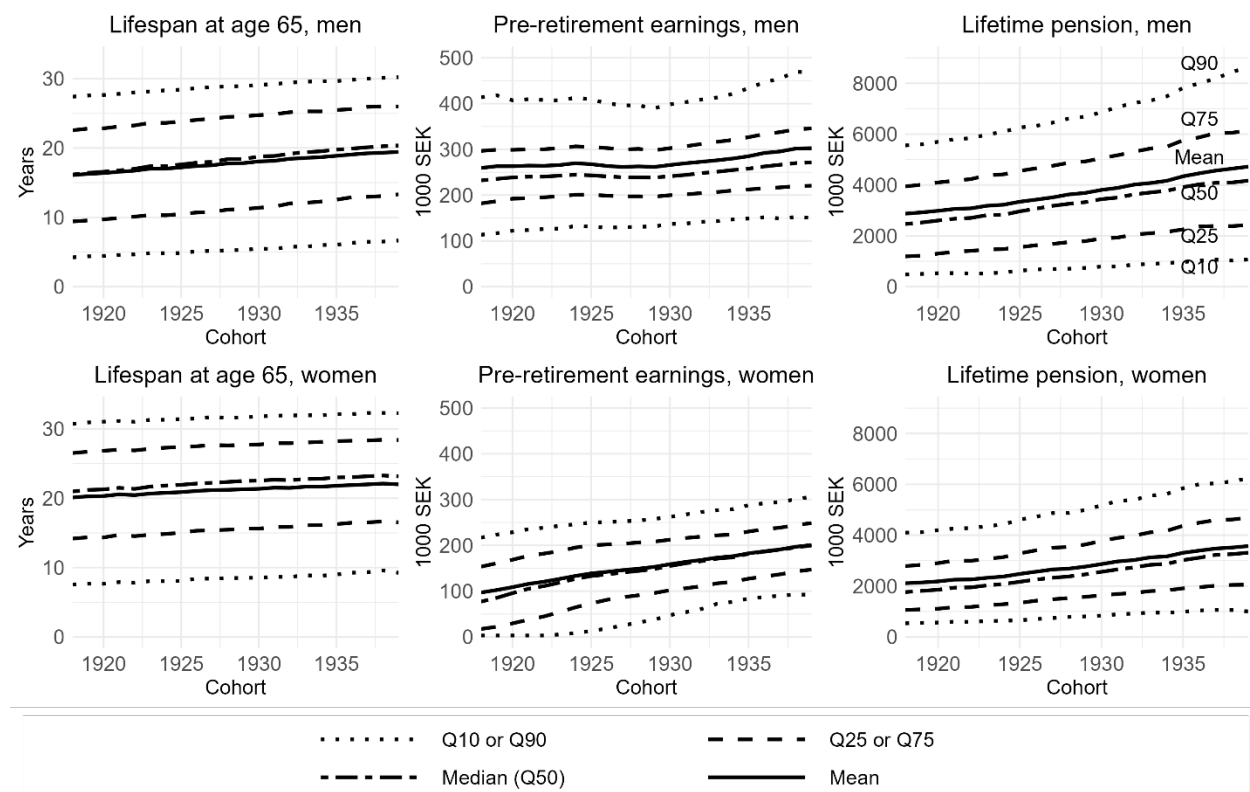 Lifespan at age 65, men
Years
30
20
10
0
1920 1925 1930 1935
Cohort
Pre-retirement earnings, men
1000 SEK
500
400
300
200
100
0
1920 1925 1930 1935
Cohort
Lifetime pension, men
1000 SEK
8000
6000
4000
2000
0
Q90
Q75
Mean
Q50
Q25
Q10
1920 1925 1930 1935
Cohort
Lifespan at age 65, women
Years
30
20
10
0
1920 1925 1930 1935
Cohort
Pre-retirement earnings, women
1000 SEK
500
400
300
200
100
0
1920 1925 1930 1935
Cohort
Lifetime pension, women
1000 SEK
8000
6000
4000
2000
0
1920 1925 1930 1935
Cohort
Q10 or Q90
Q25 or Q75
Median (Q50)
Mean